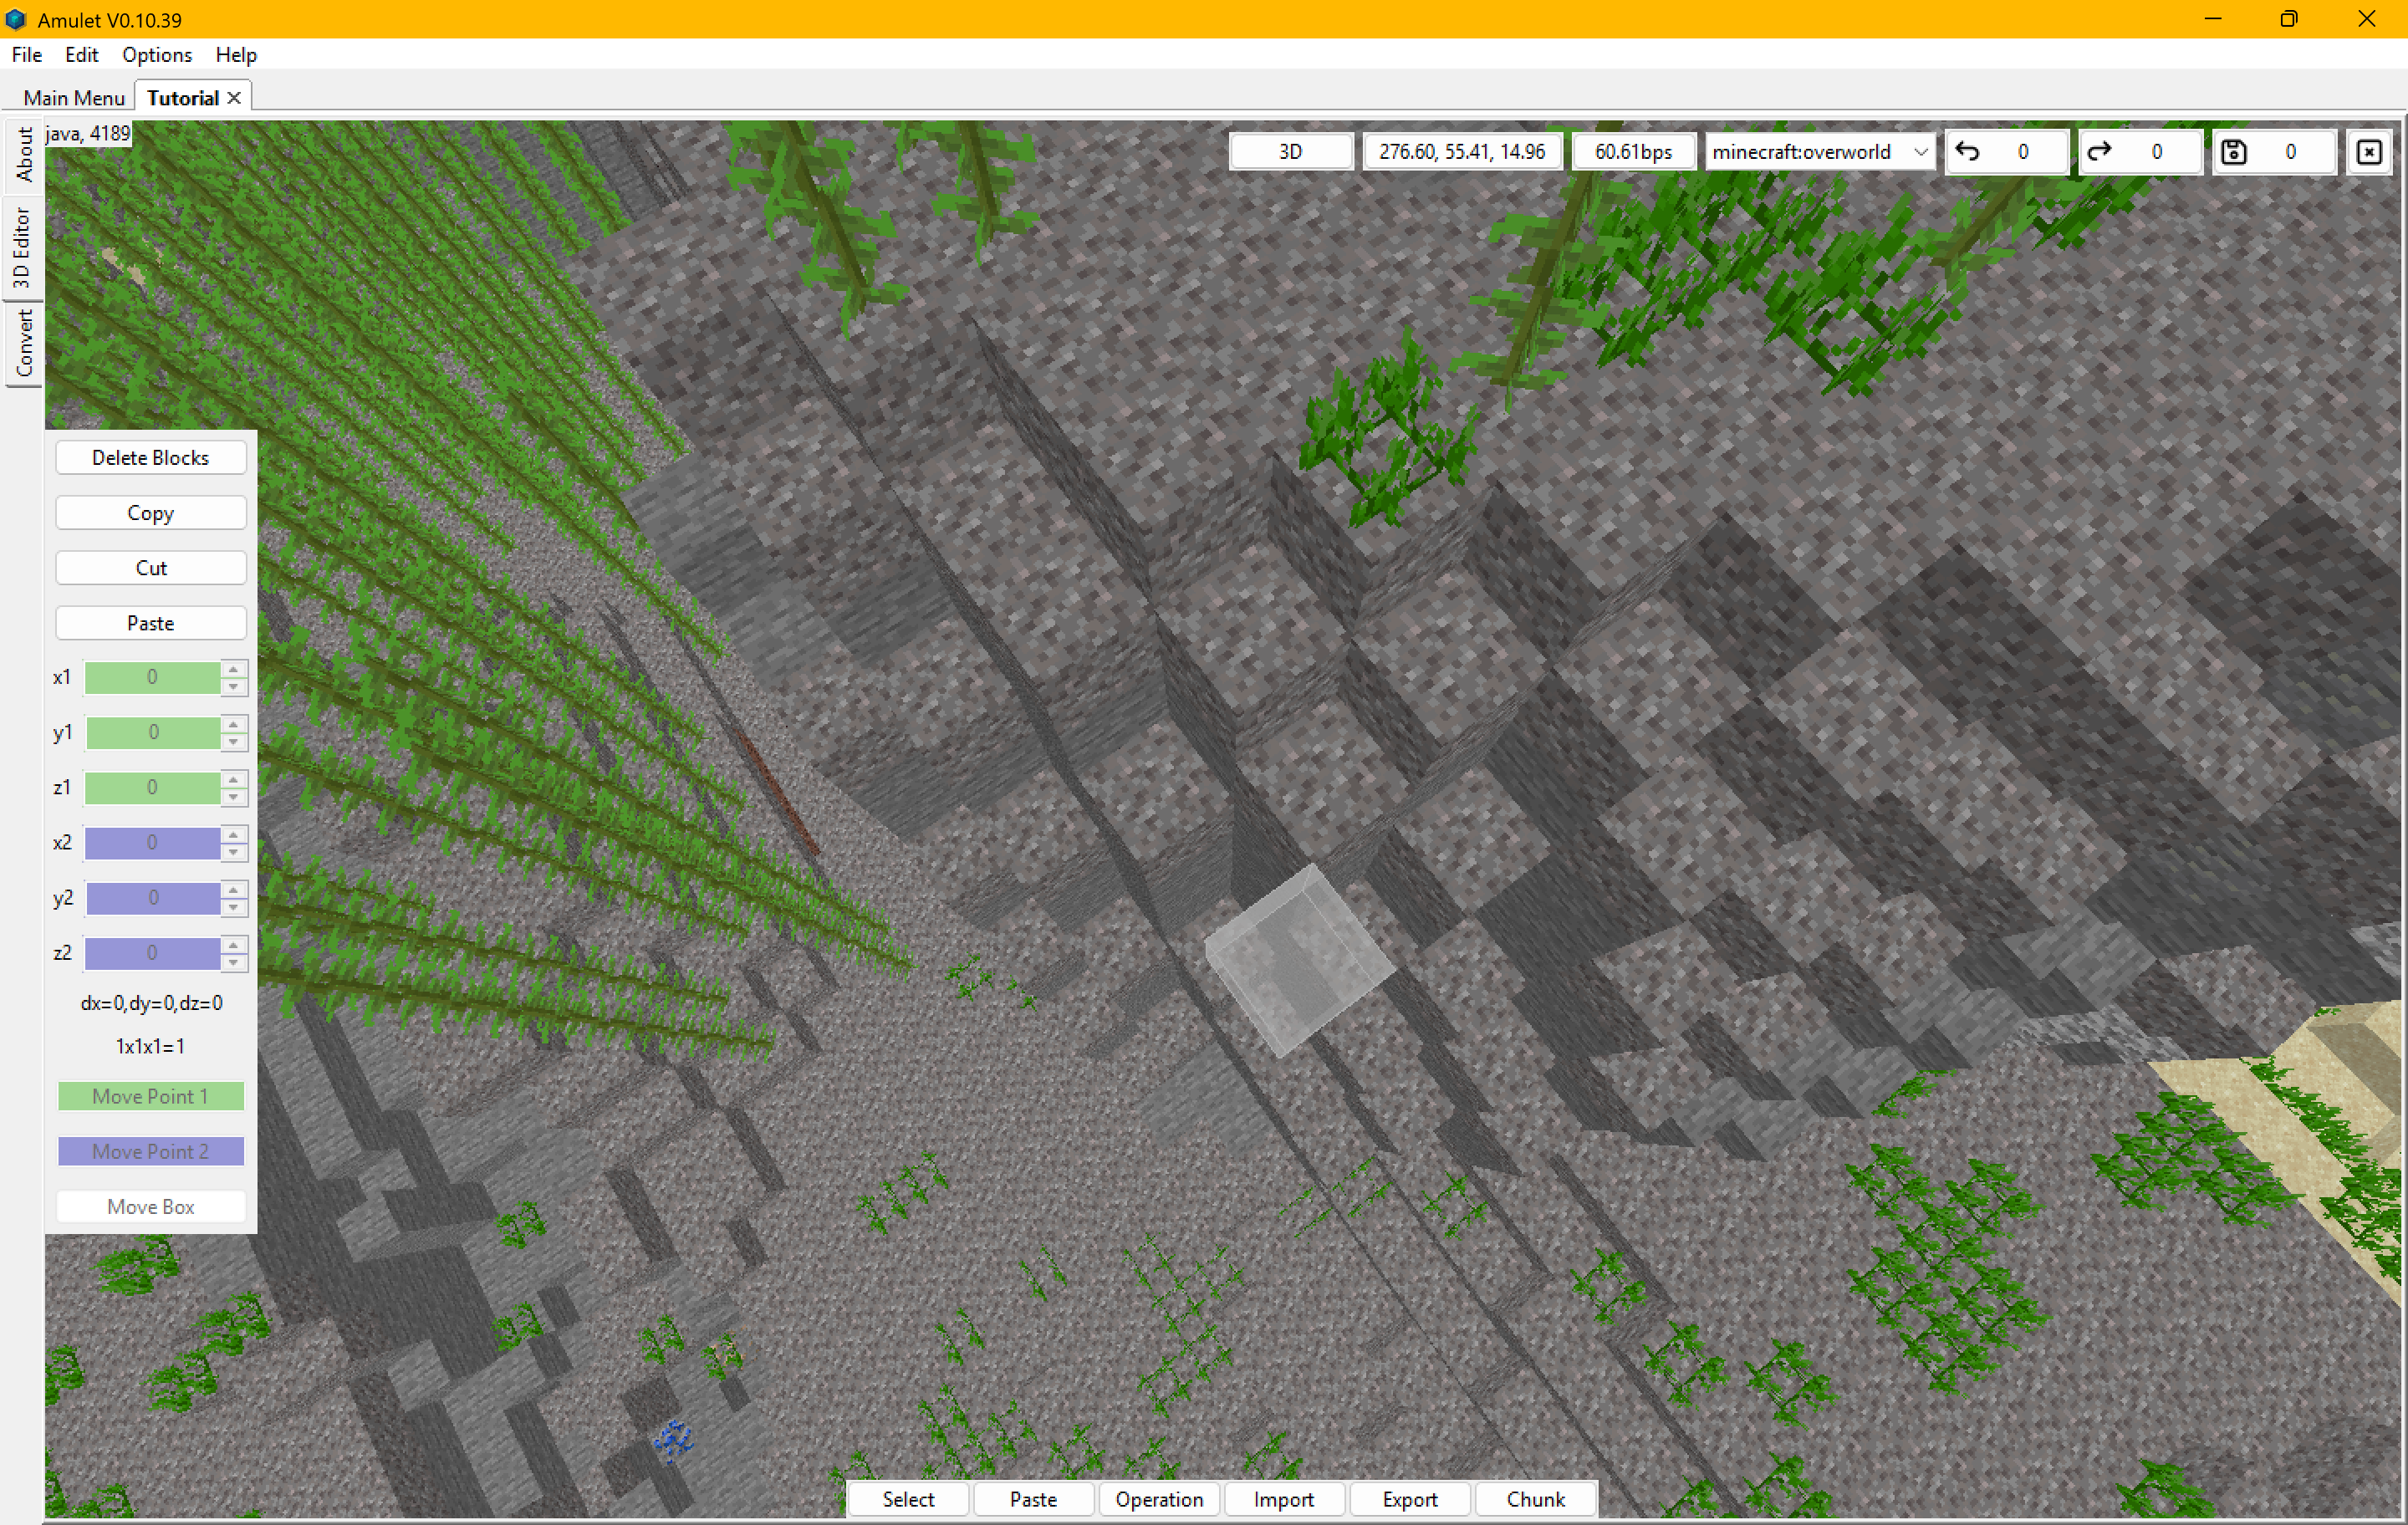 Amulet V0.10.39
File Edit Options Help
Main Menu Tutorial
About
3D Editor
Convert
java, 4189
3D 276.60, 55.41, 14.96 60.61bps minecraft:overworld 0 0 0
Delete Blocks
Copy
Cut
Paste
x1 0
y1 0
z1 0
x2 0
y2 0
z2 0
dx=0,dy=0,dz=0
1x1x1=1
Move Point 1
Move Point 2
Move Box
Select Paste Operation Import Export Chunk